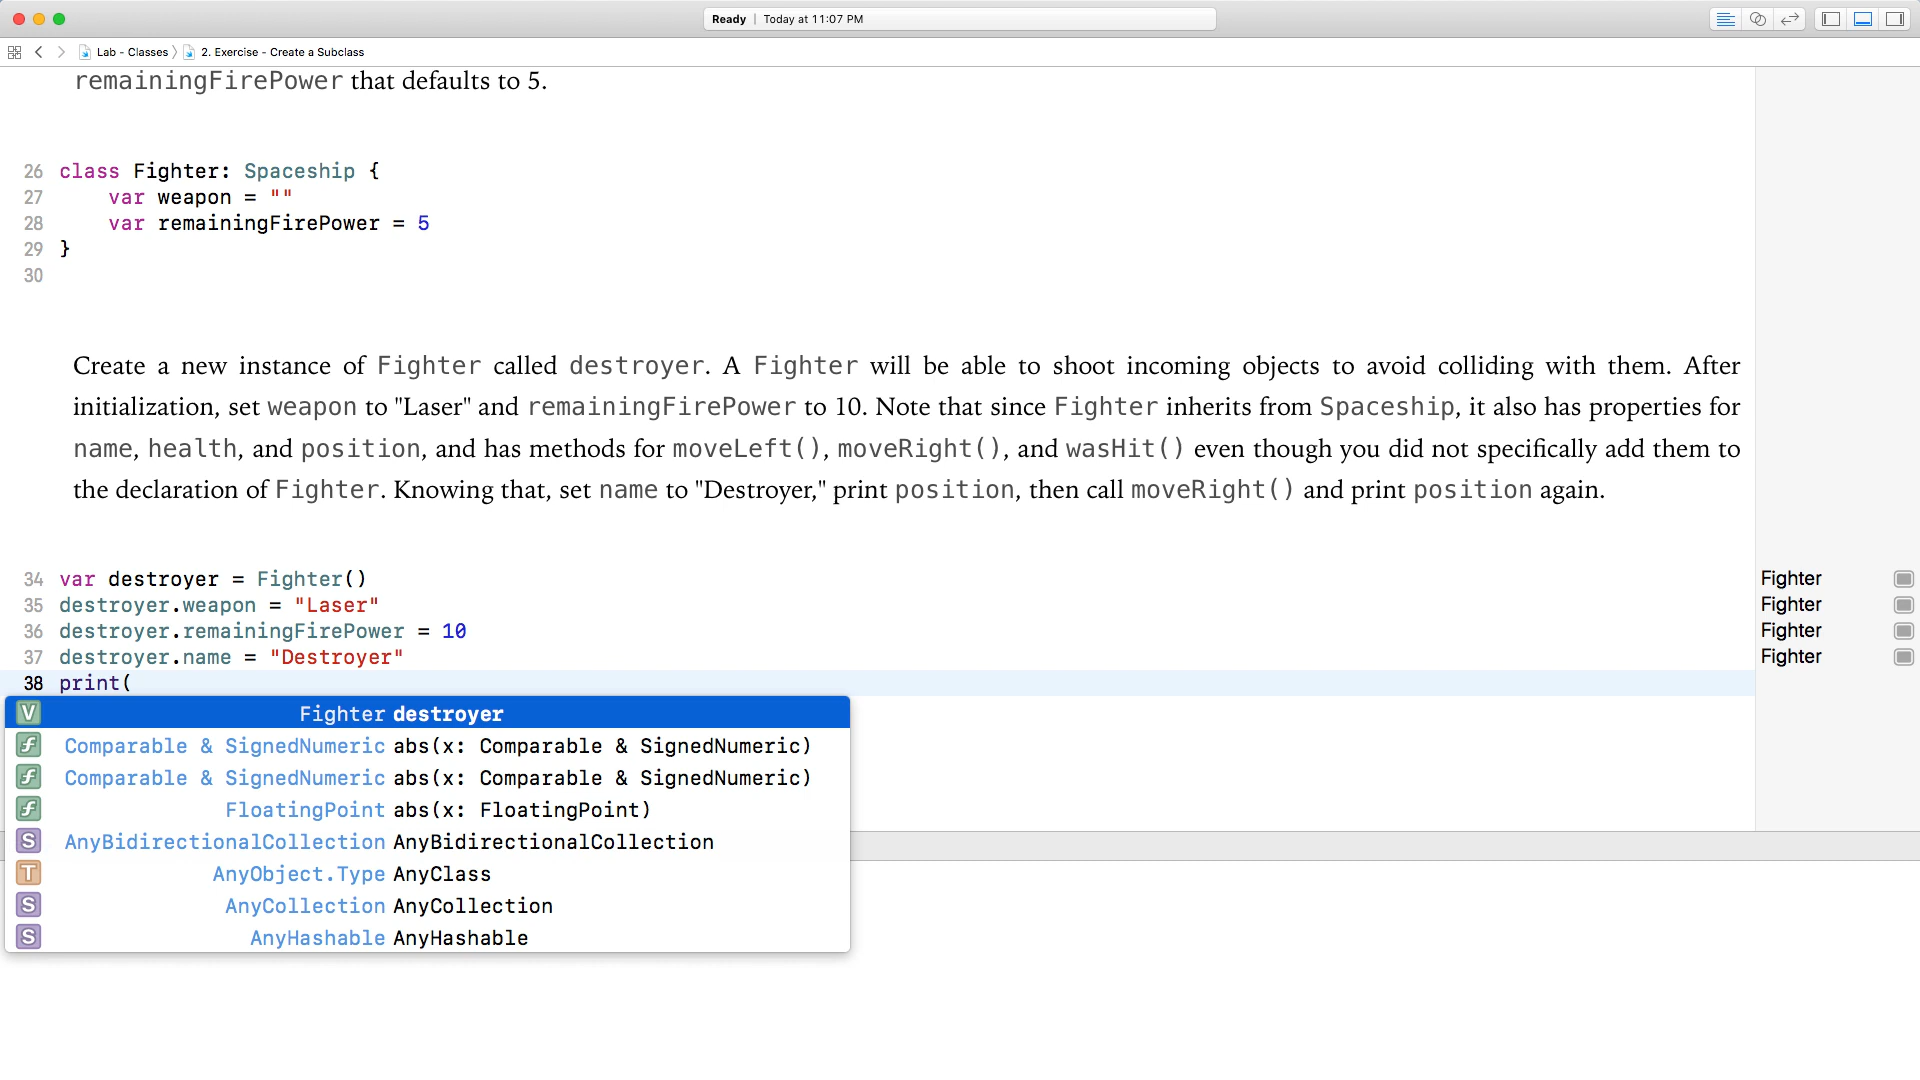 Ready | Today at 11:07 PM
Lab - Classes 〉 2. Exercise - Create a Subclass
remainingFirePower that defaults to 5.
26 class Fighter: Spaceship {
27 var weapon = ""
28 var remainingFirePower = 5
29 }
30
Create a new instance of Fighter called destroyer. A Fighter will be able to shoot incoming objects to avoid colliding with them. After
initialization, set weapon to "Laser" and remainingFirePower to 10. Note that since Fighter inherits from Spaceship, it also has properties for
name, health, and position, and has methods for moveLeft(), moveRight(), and wasHit() even though you did not specifically add them to
the declaration of Fighter. Knowing that, set name to "Destroyer," print position, then call moveRight() and print position again.
34 var destroyer = Fighter() Fighter
35 destroyer.weapon = "Laser" Fighter
36 destroyer.remainingFirePower = 10 Fighter
37 destroyer.name = "Destroyer" Fighter
38 print(
V Fighter destroyer
f Comparable & SignedNumeric abs(x: Comparable & SignedNumeric)
f Comparable & SignedNumeric abs(x: Comparable & SignedNumeric)
f FloatingPoint abs(x: FloatingPoint)
S AnyBidirectionalCollection AnyBidirectionalCollection
T AnyObject.Type AnyClass
S AnyCollection AnyCollection
S AnyHashable AnyHashable